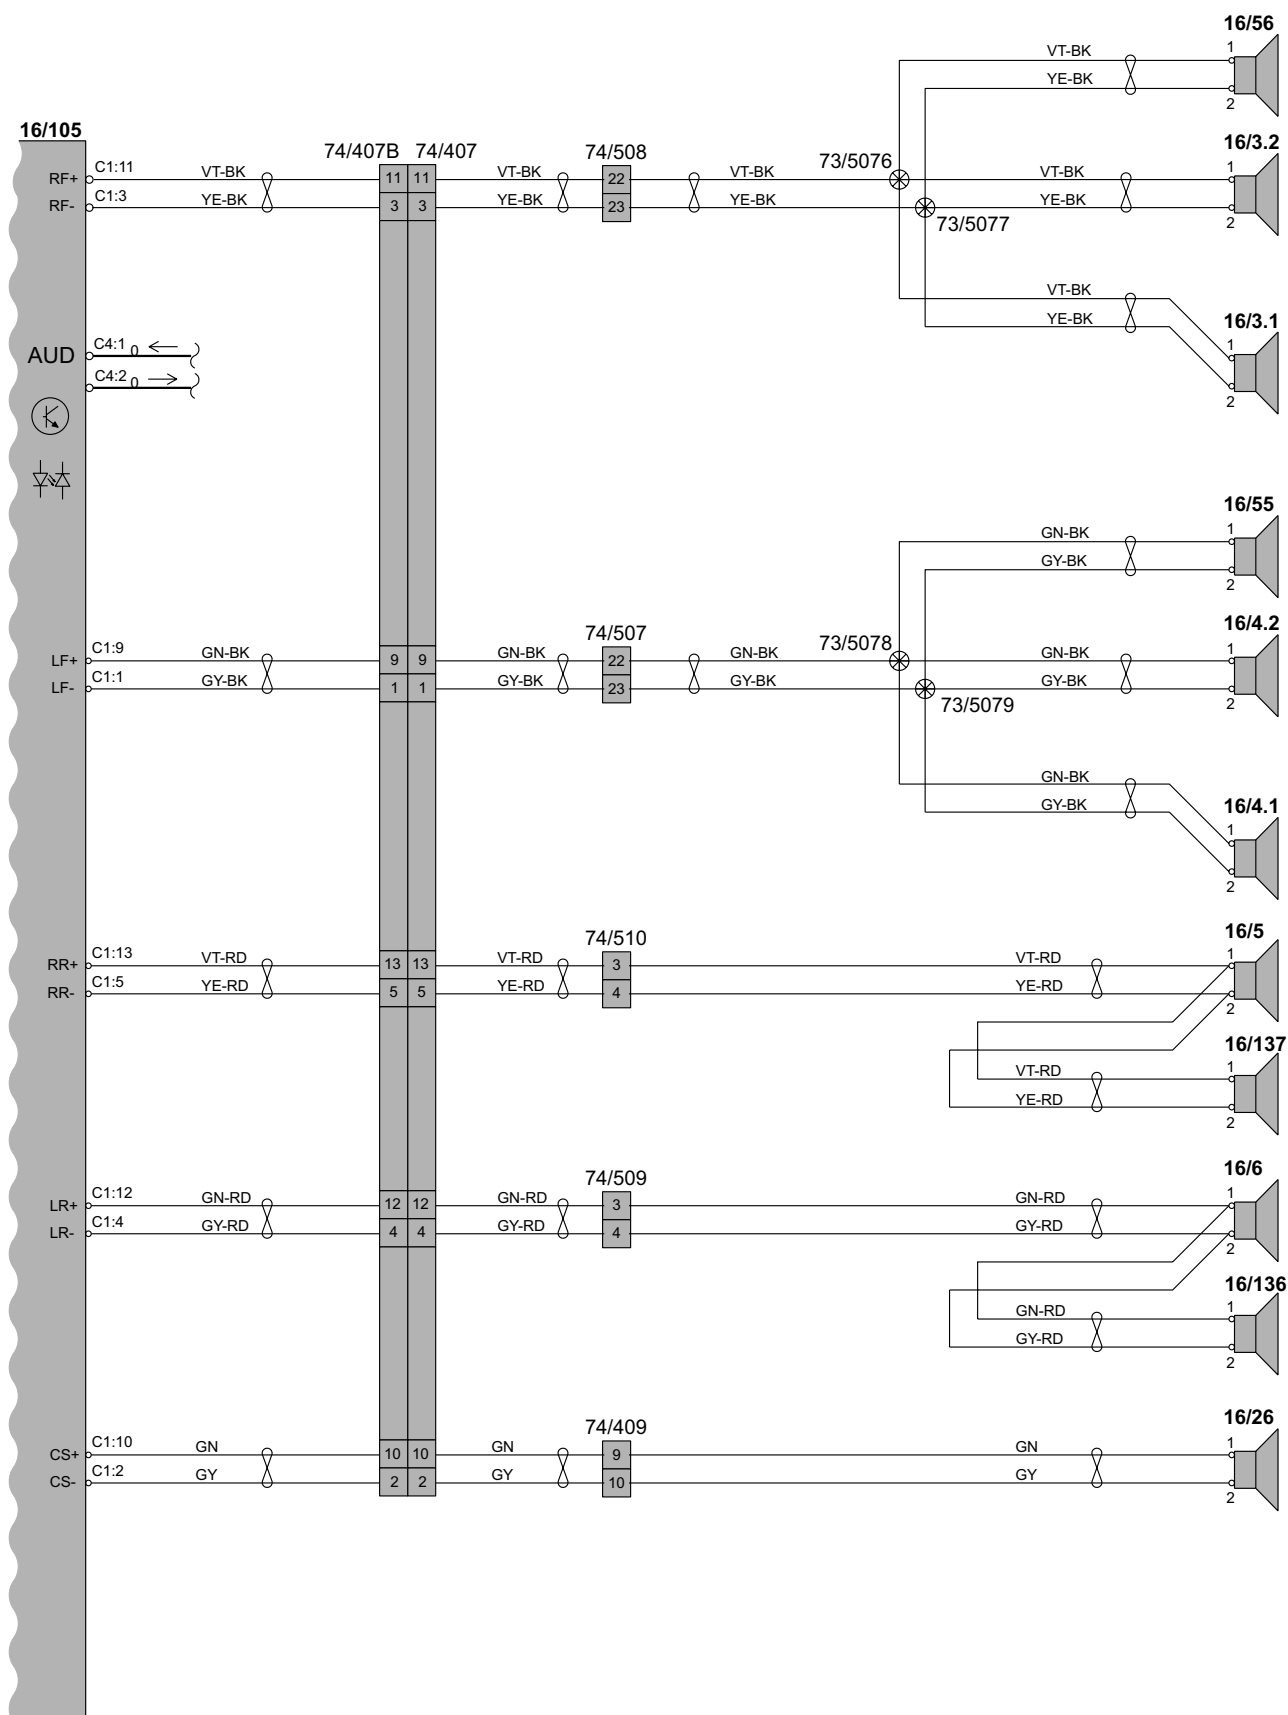 16/56
1 VT-BK
YE-BK
2
16/105
74/407B 74/407 74/508 73/5076 16/3.2
RF+ C1:11 VT-BK 11 11 VT-BK 22 VT-BK VT-BK 1
RF- C1:3 YE-BK 3 3 YE-BK 23 YE-BK YE-BK 2
73/5077
VT-BK
YE-BK
16/3.1
1
2
AUD
C4:1 0
C4:2 0
16/55
GN-BK 1
GY-BK 2
74/507 73/5078 16/4.2
LF+ C1:9 GN-BK 9 9 GN-BK 22 GN-BK GN-BK 1
LF- C1:1 GY-BK 1 1 GY-BK 23 GY-BK GY-BK 2
73/5079
GN-BK
GY-BK
16/4.1
1
2
74/510 16/5
RR+ C1:13 VT-RD 13 13 VT-RD 3 VT-RD 1
RR- C1:5 YE-RD 5 5 YE-RD 4 YE-RD 2
16/137
VT-RD 1
YE-RD 2
74/509 16/6
LR+ C1:12 GN-RD 12 12 GN-RD 3 GN-RD 1
LR- C1:4 GY-RD 4 4 GY-RD 4 GY-RD 2
16/136
GN-RD 1
GY-RD 2
74/409 16/26
CS+ C1:10 GN 10 10 GN 9 GN 1
CS- C1:2 GY 2 2 GY 10 GY 2